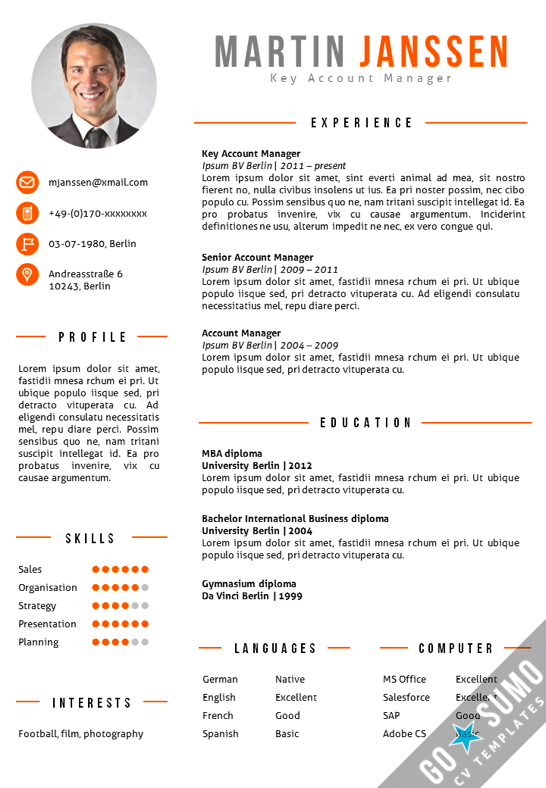 MARTIN JANSSEN
Key Account Manager
mjanssen@xmail.com
+49-(0)170-xxxxxxxx
03-07-1980, Berlin
Andreasstraße 6
10243, Berlin
PROFILE
Lorem ipsum dolor sit amet,
fastidii mnesa rchum ei pri. Ut
ubique populo iisque sed, pri
detracto vituperata cu. Ad
eligendi consulatu necessitatis
mel, repu diare perci. Possim
sensibus quo ne, nam tritani
suscipit intellegat id. Ea pro
probatus invenire, vix cu
causae argumentum.
SKILLS
Sales
Organisation
Strategy
Presentation
Planning
INTERESTS
Football, film, photography
EXPERIENCE
Key Account Manager
Ipsum BV Berlin | 2011 – present
Lorem ipsum dolor sit amet, sint everti animal ad mea, sit nostro
fierent no, nulla civibus insolens ut ius. Ea pri noster possim, nec cibo
populo cu. Possim sensibus quo ne, nam tritani suscipit intellegat id. Ea
pro probatus invenire, vix cu causae argumentum. Inciderint
definitiones ne usu, alterum impedit ne nec, ex vero congue qui.
Senior Account Manager
Ipsum BV Berlin | 2009 – 2011
Lorem ipsum dolor sit amet, fastidii mnesa rchum ei pri. Ut ubique
populo iisque sed, pri detracto vituperata cu. Ad eligendi consulatu
necessitatius mel, repu diare perci.
Account Manager
Ipsum BV Berlin | 2004 – 2009
Lorem ipsum dolor sit amet, fastidii mnesa rchum ei pri. Ut ubique
populo iisque sed, pri detracto vituperata cu.
EDUCATION
MBA diploma
University Berlin | 2012
Lorem ipsum dolor sit amet, fastidii mnesa rchum ei pri. Ut ubique
populo iisque sed, pri detracto vituperata cu.
Bachelor International Business diploma
University Berlin | 2004
Lorem ipsum dolor sit amet, fastidii mnesa rchum ei pri. Ut ubique
populo iisque sed, pri detracto vituperata cu.
Gymnasium diploma
Da Vinci Berlin | 1999
LANGUAGES
German Native
English Excellent
French Good
Spanish Basic
COMPUTER
MS Office Excellent
Salesforce Excellent
SAP Good
Adobe CS Basic
GO SUMO
CV TEMPLATES